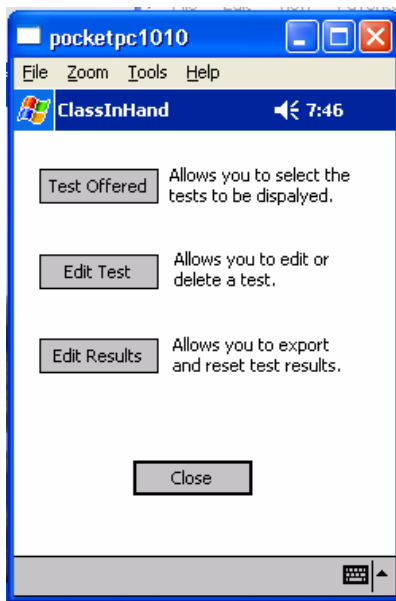 pocketpc1010
File Zoom Tools Help
ClassInHand 7:46
Test Offered
Allows you to select the
tests to be dispalyed.
Edit Test
Allows you to edit or
delete a test.
Edit Results
Allows you to export
and reset test results.
Close